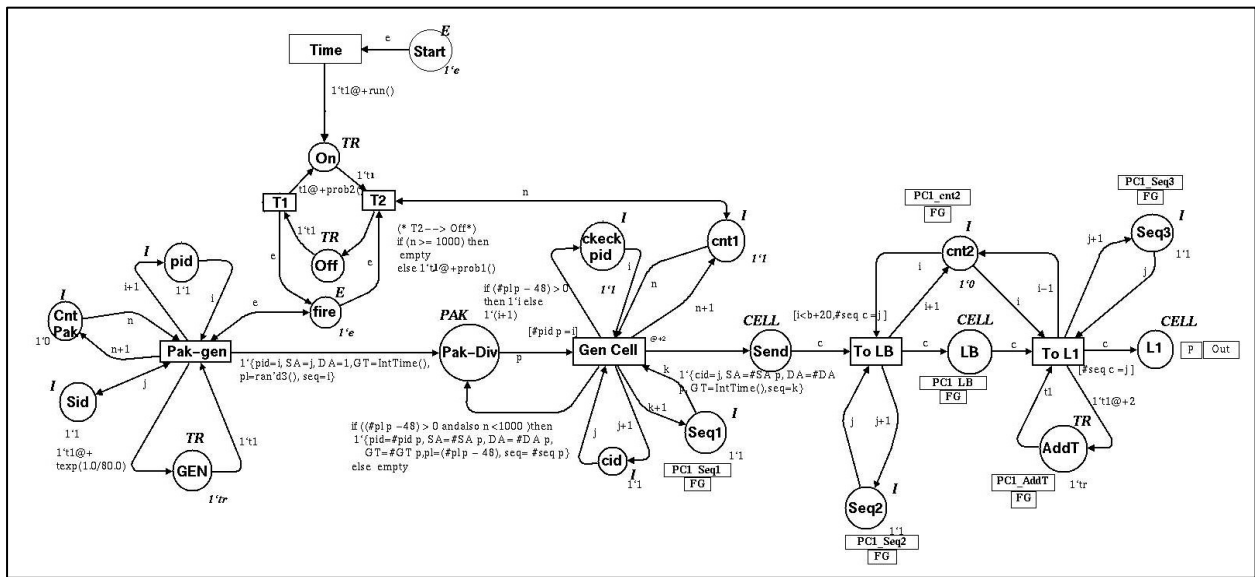 E
e
Time
Start
1'e
1't1@+run()
TR
On
1't1
t1@+prob2()
T1
T2
n
1't1
TR
Off
(* T2--> Off*)
if (n >= 1000) then
empty
else 1't1@+prob1()
e
e
E
fire
1'e
I
pid
1'1
i+1
i
I
Cnt
Pak
1'0
n
n+1
e
Pak-gen
j
Sid
1'1
1't1@+
texp(1.0/80.0)
TR
GEN
1't1
1'tr
1'{pid=i, SA=j, DA=1,GT=IntTime(),
pl=ran'd3(), seq=i}
PAK
Pak-Div
p
if ((#pl p -48) > 0 andalso n<1000 )then
1'{pid=#pid p, SA=#SA p, DA= #DA p,
GT=#GT p,pl=(#pl p - 48), seq= #seq p}
else empty
I
ckeck
pid
1'1
i
if (#pl p - 48) > 0
then 1'i else
1'(i+1)
[#pid p=i]
Gen Cell
@+2
I
cnt1
1'1
n
n+1
j
j+1
cid
I
1'1
k
k+1
I
Seq1
1'1
PC1_Seq1
FG
1'{cid=j, SA=#SA p, DA=#DA
p, GT=IntTime(),seq=k}
CELL
Send
c
[i<b+20,#seq c=j]
To LB
c
PC1_cnt2
FG
I
cnt2
1'0
i
i+1
i
i-1
CELL
LB
PC1_LB
FG
c
j
j+1
I
Seq2
1'1
PC1_Seq2
FG
To L1
[#seq c=j]
c
PC1_Seq3
FG
I
Seq3
1'1
j+1
j
CELL
L1
P
Out
t1
1't1@+2
TR
AddT
1'tr
PC1_AddT
FG